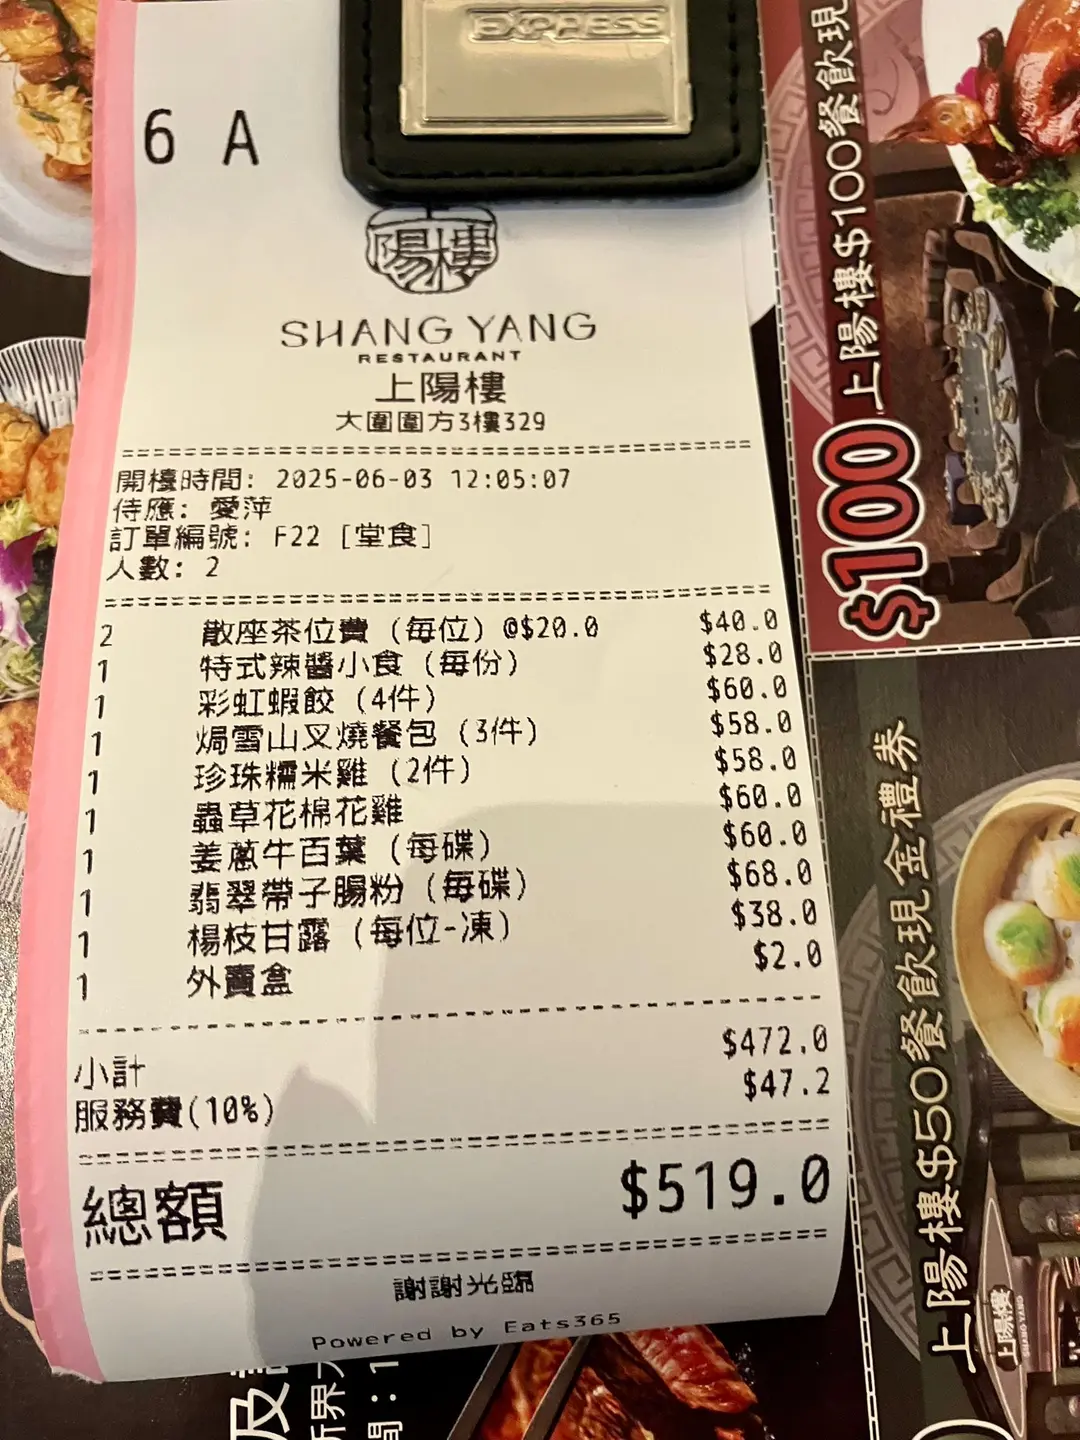 EXPRESS
6 A
上陽樓
SHANG YANG
RESTAURANT
上陽樓
大圍圍方3樓329
開檯時間: 2025-06-03 12:05:07
侍應: 愛萍
訂單編號: F22 [堂食]
人數: 2
2 散座茶位費 (每位) @$20.0 $40.0
1 特式辣醬小食 (每份) $28.0
1 彩虹蝦餃 (4件) $60.0
1 焗雪山叉燒餐包 (3件) $58.0
1 珍珠糯米雞 (2件) $58.0
1 蟲草花棉花雞 $60.0
1 姜蔥牛百葉 (每碟) $60.0
1 翡翠帶子腸粉 (每碟) $68.0
1 楊枝甘露 (每位-凍) $38.0
1 外賣盒 $2.0
小計 $472.0
服務費(10%) $47.2
總額 $519.0
謝謝光臨
Powered by Eats365
$100 上陽樓$100餐飲現
上陽樓$50餐飲現金禮券
上陽樓
SHANG YANG